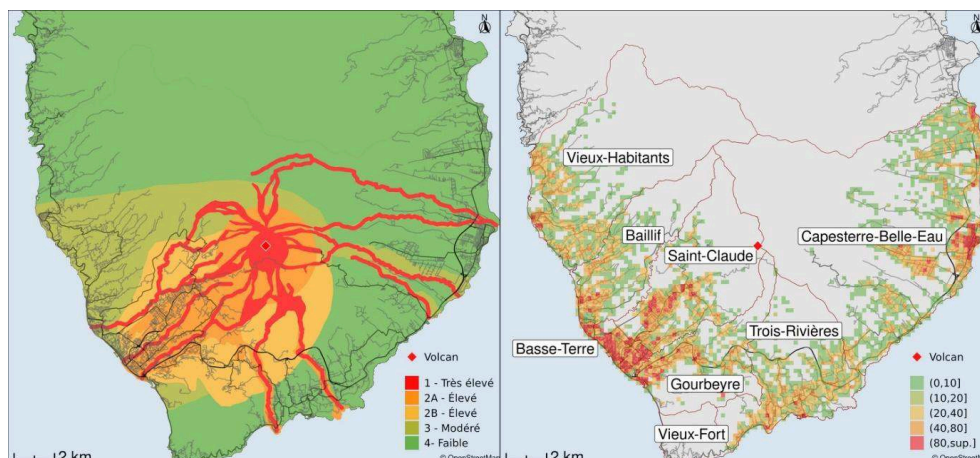 N
Volcan
1 - Très élevé
2A - Élevé
2B - Élevé
3 - Modéré
4- Faible
2 km
© OpenStreetMap
N
Vieux-Habitants
Baillif
Saint-Claude
Capesterre-Belle-Eau
Basse-Terre
Trois-Rivières
Gourbeyre
Vieux-Fort
Volcan
(0,10]
(10,20]
(20,40]
(40,80]
(80,sup.]
2 km
© OpenStreetMap